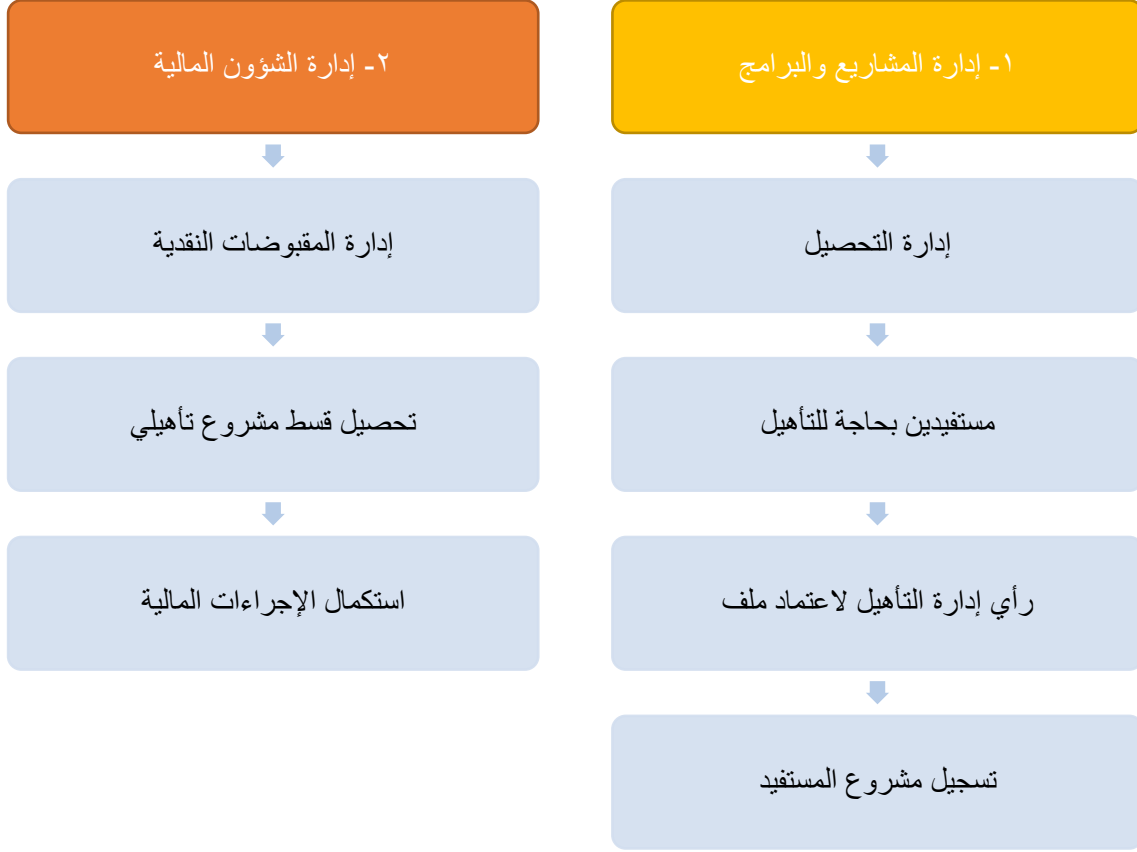 ١- إدارة المشاريع والبرامج
إدارة التحصيل
مستفيدين بحاجة للتأهيل
رأي إدارة التأهيل لاعتماد ملف
تسجيل مشروع المستفيد
٢- إدارة الشؤون المالية
إدارة المقبوضات النقدية
تحصيل قسط مشروع تأهيلي
استكمال الإجراءات المالية